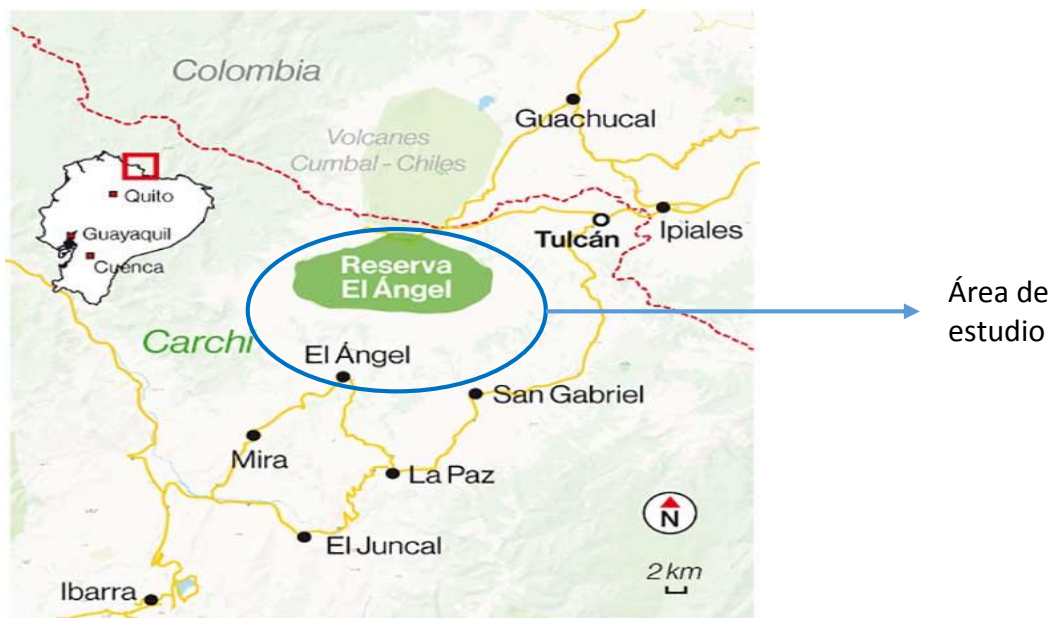 Colombia
Guachucal
Volcanes
Cumbal - Chiles
Quito
Guayaquil
Cuenca
Tulcán
Ipiales
Reserva
El Ángel
Área de
estudio
Carchi
El Ángel
San Gabriel
Mira
La Paz
El Juncal
N
2 km
Ibarra